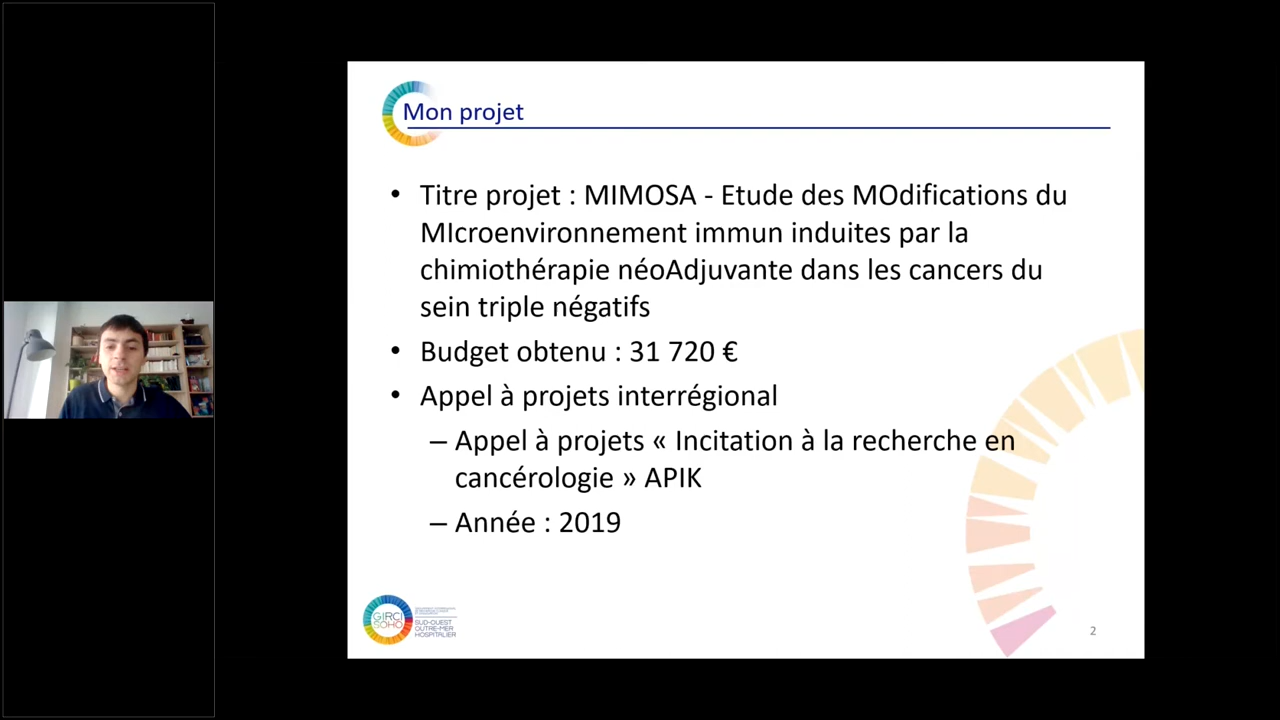 Mon projet
• Titre projet : MIMOSA - Etude des MOdifications du
MIcroenvironnement immun induites par la
chimiothérapie néoAdjuvante dans les cancers du
sein triple négatifs
• Budget obtenu : 31 720 €
• Appel à projets interrégional
– Appel à projets « Incitation à la recherche en
cancérologie » APIK
– Année : 2019
GIRCI
SOHO
SUD-OUEST
OUTRE-MER
HOSPITALIER
2